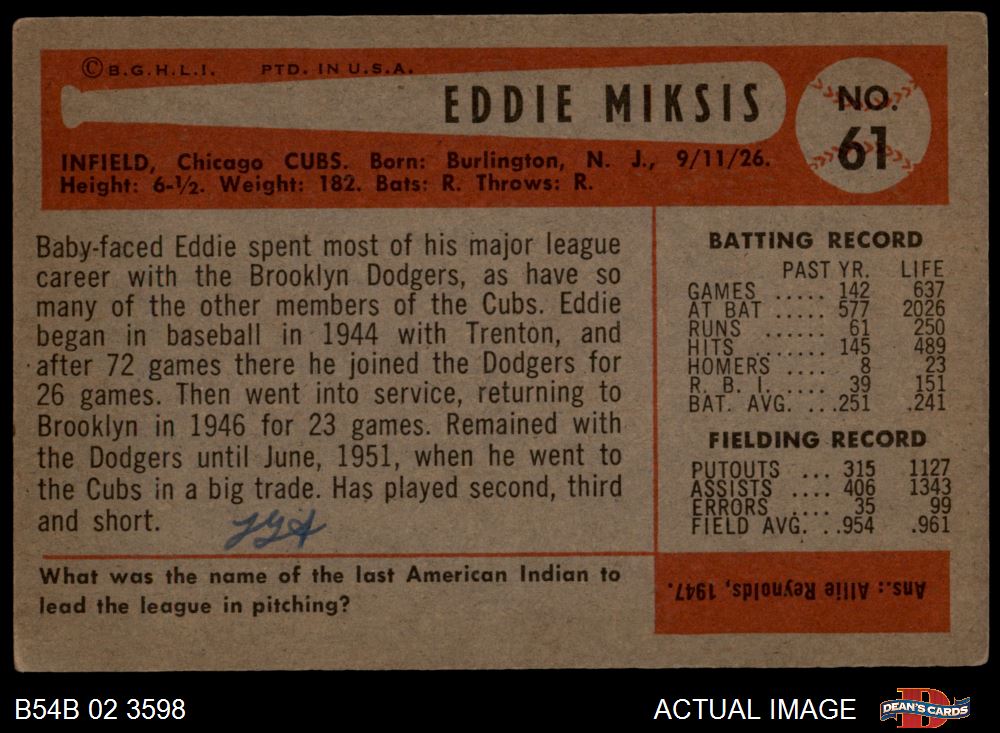 ©B.G.H.L.I. PTD. IN U.S.A.
EDDIE MIKSIS
NO.
61
INFIELD, Chicago CUBS. Born: Burlington, N. J., 9/11/26.
Height: 6-½. Weight: 182. Bats: R. Throws: R.
Baby-faced Eddie spent most of his major league
career with the Brooklyn Dodgers, as have so
many of the other members of the Cubs. Eddie
began in baseball in 1944 with Trenton, and
after 72 games there he joined the Dodgers for
26 games. Then went into service, returning to
Brooklyn in 1946 for 23 games. Remained with
the Dodgers until June, 1951, when he went to
the Cubs in a big trade. Has played second, third
and short.
What was the name of the last American Indian to
lead the league in pitching?
BATTING RECORD
PAST YR. LIFE
GAMES ..... 142 637
AT BAT ..... 577 2026
RUNS ...... 61 250
HITS ....... 145 489
HOMERS .... 8 23
R. B. I. ..... 39 151
BAT. AVG. ...251 .241
FIELDING RECORD
PUTOUTS ... 315 1127
ASSISTS .... 406 1343
ERRORS .... 35 99
FIELD AVG. ..954 .961
Ans.: Allie Reynolds, 1947.
B54B 02 3598
ACTUAL IMAGE
DEAN'S CARDS